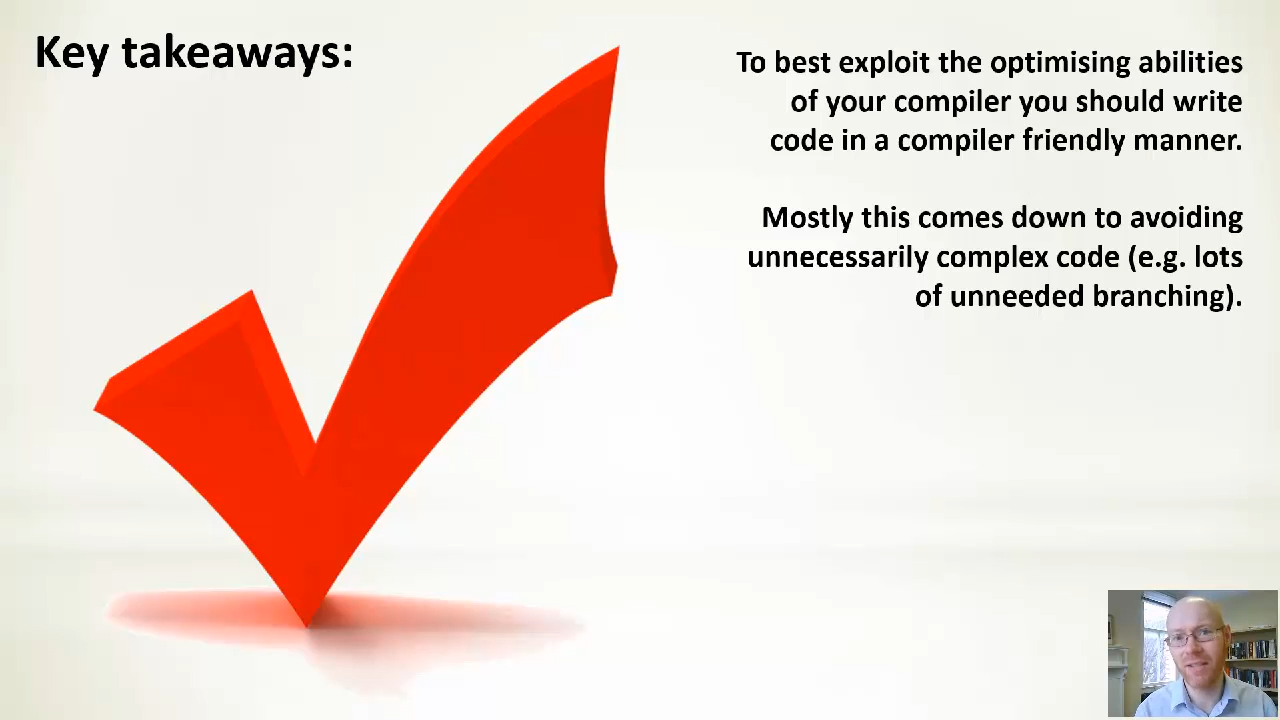 Key takeaways:
To best exploit the optimising abilities
of your compiler you should write
code in a compiler friendly manner.
Mostly this comes down to avoiding
unnecessarily complex code (e.g. lots
of unneeded branching).